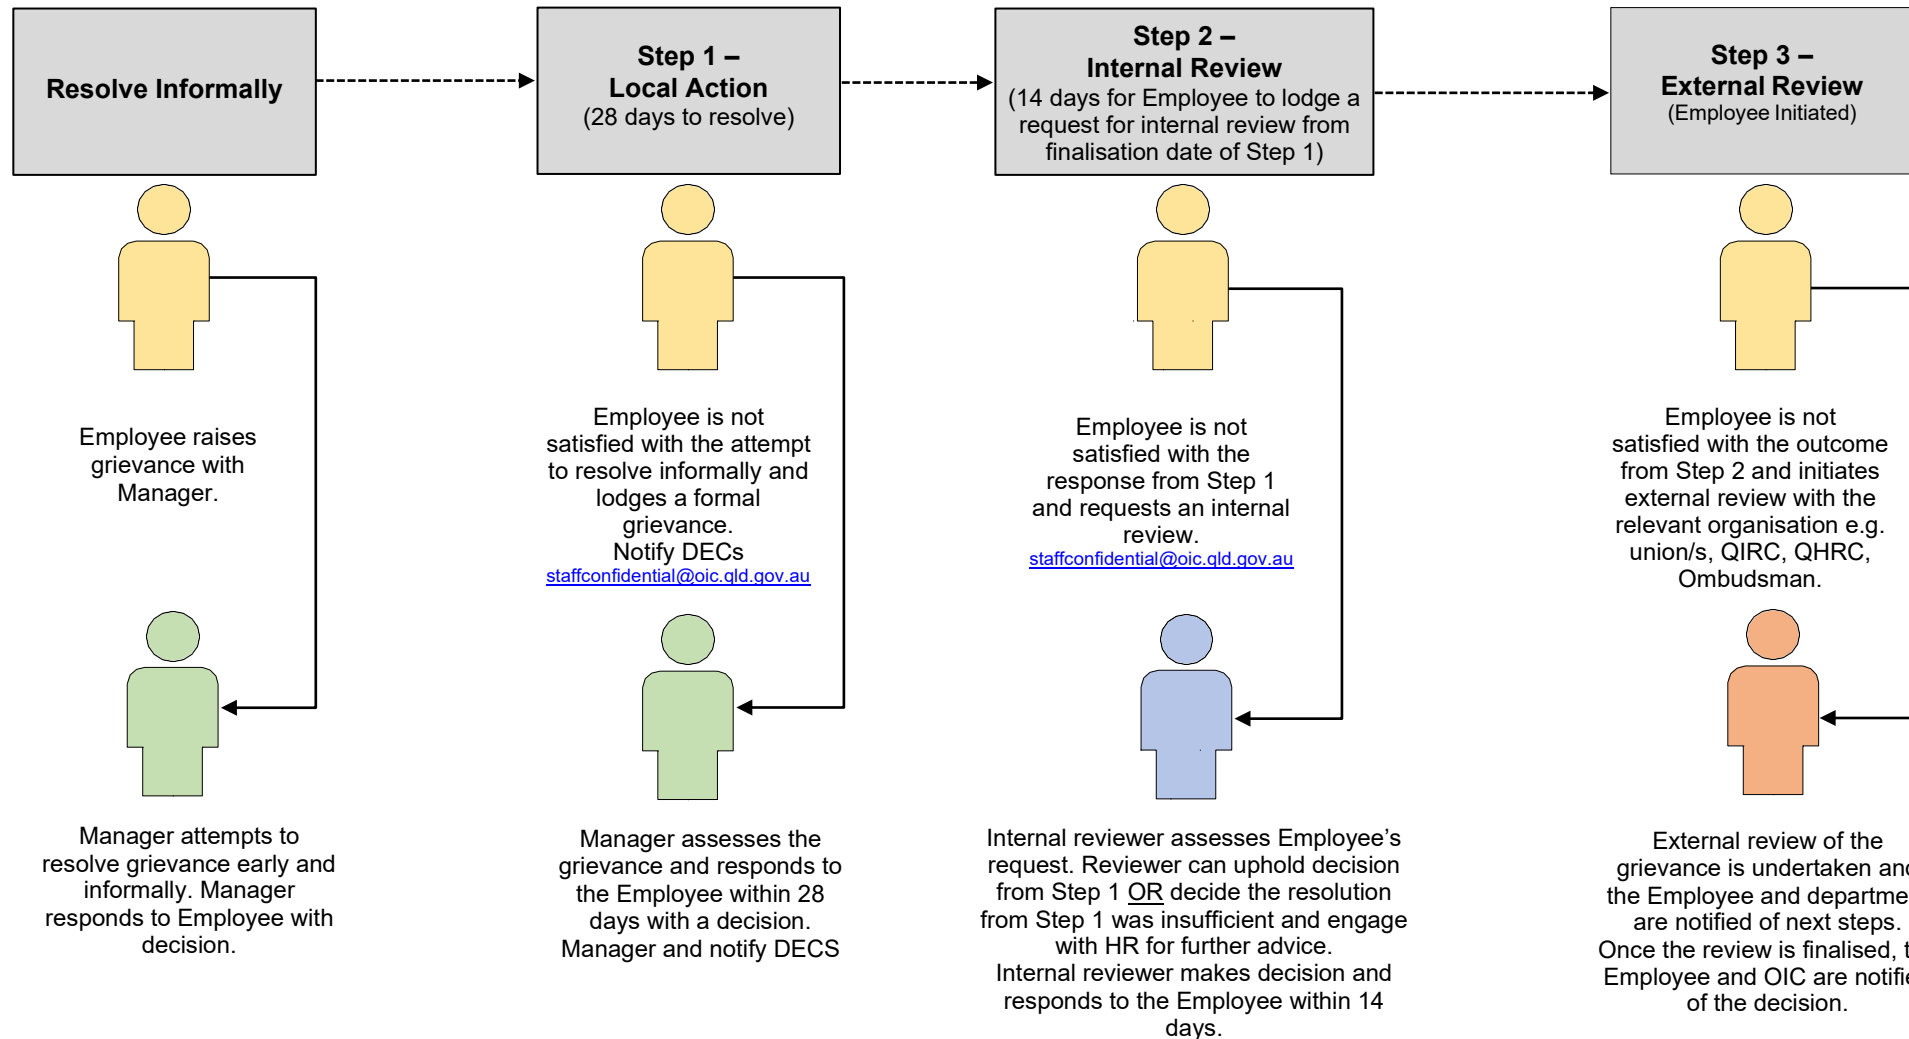 Resolve Informally
Step 1 –
Local Action
(28 days to resolve)
Step 2 –
Internal Review
(14 days for Employee to lodge a
request for internal review from
finalisation date of Step 1)
Step 3 –
External Review
(Employee Initiated)
Employee raises
grievance with
Manager.
Employee is not
satisfied with the attempt
to resolve informally and
lodges a formal
grievance.
Notify DECs
staffconfidential@oic.qld.gov.au
Employee is not
satisfied with the
response from Step 1
and requests an internal
review.
staffconfidential@oic.qld.gov.au
Employee is not
satisfied with the outcome
from Step 2 and initiates
external review with the
relevant organisation e.g.
union/s, QIRC, QHRC,
Ombudsman.
Manager attempts to
resolve grievance early and
informally. Manager
responds to Employee with
decision.
Manager assesses the
grievance and responds to
the Employee within 28
days with a decision.
Manager and notify DECS
Internal reviewer assesses Employee’s
request. Reviewer can uphold decision
from Step 1 OR decide the resolution
from Step 1 was insufficient and engage
with HR for further advice.
Internal reviewer makes decision and
responds to the Employee within 14
days.
External review of the
grievance is undertaken
the Employee and
are notified of next steps.
Once the review is finalised,
Employee and OIC are
of the decision.